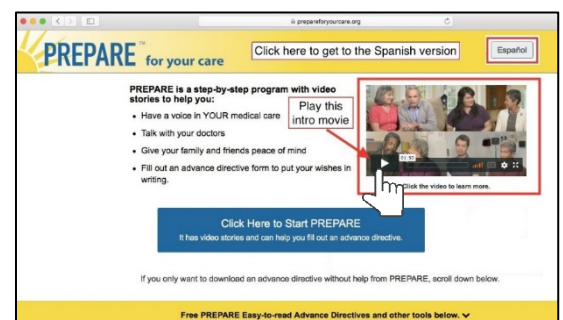 prepareforyourcare.org
PREPARE™ for your care
Click here to get to the Spanish version
Español
PREPARE is a step-by-step program with video
stories to help you:
• Have a voice in YOUR medical care
• Talk with your doctors
• Give your family and friends peace of mind
• Fill out an advance directive form to put your wishes in
writing.
Play this
intro movie
01:57
Click the video to learn more.
Click Here to Start PREPARE
It has video stories and can help you fill out an advance directive.
If you only want to download an advance directive without help from PREPARE, scroll down below.
Free PREPARE Easy-to-read Advance Directives and other tools below.